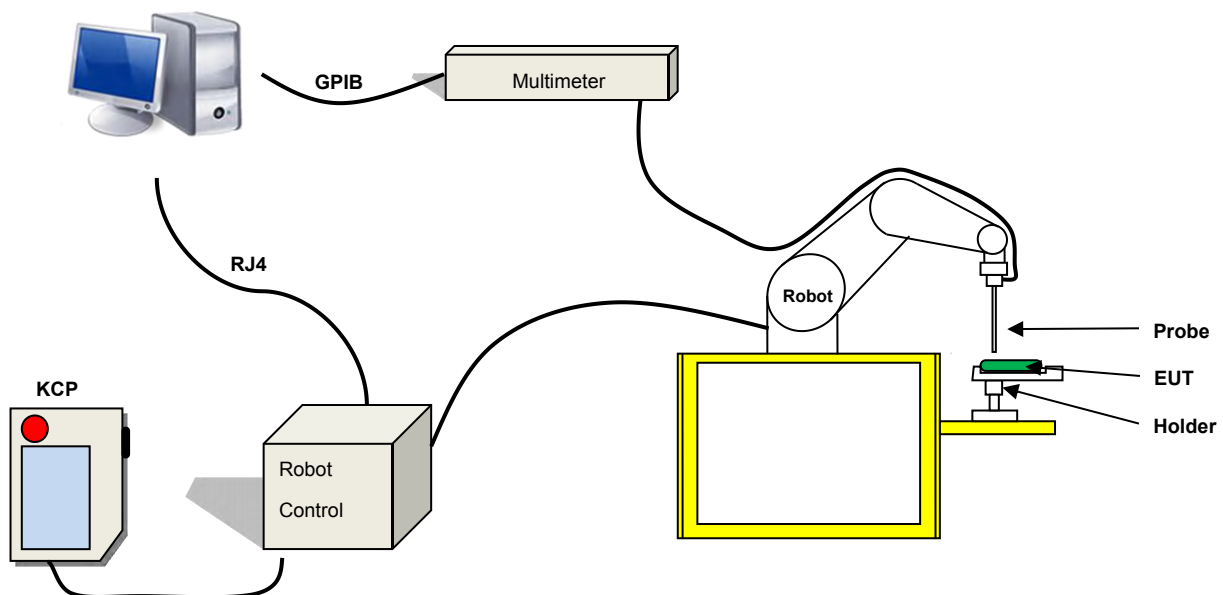 GPIB
Multimeter
RJ4
Robot
Probe
EUT
Holder
KCP
Robot
Control